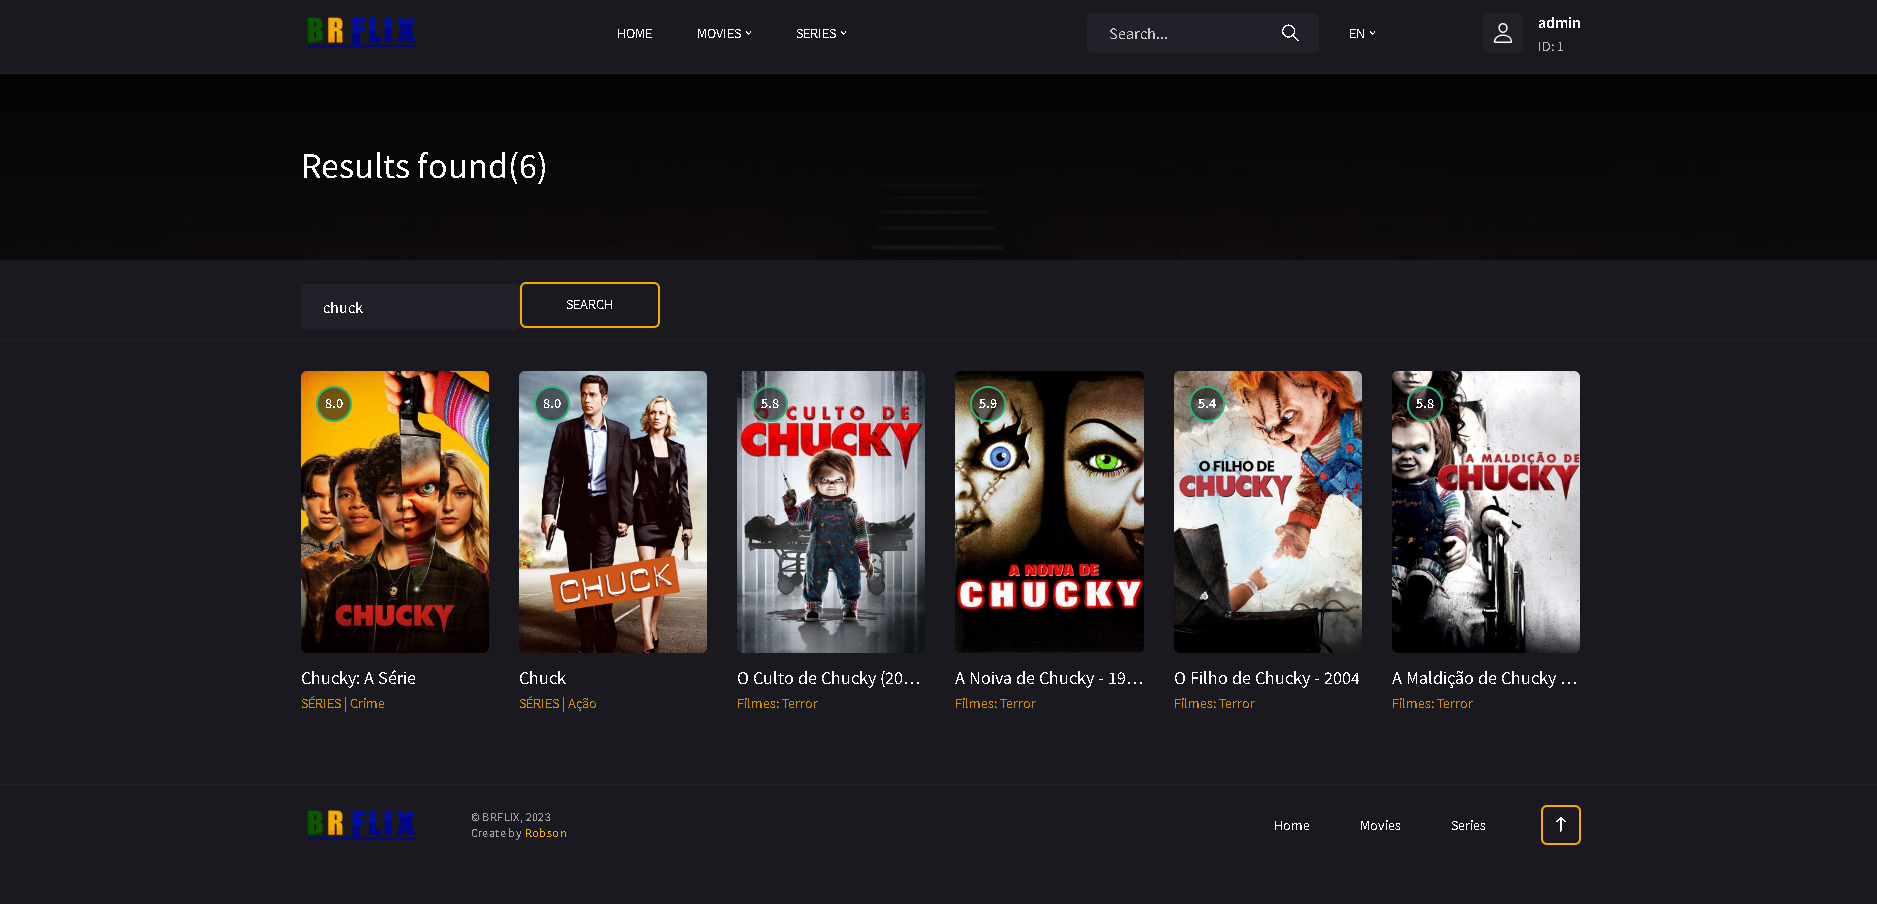 BRFLIX
HOME
MOVIES
SERIES
Search...
EN
admin
ID: 1
Results found(6)
chuck
SEARCH
8.0
CHUCKY
Chucky: A Série
SÉRIES | Crime
8.0
CHUCK
Chuck
SÉRIES | Ação
5.8
O CULTO DE
CHUCKY
O Culto de Chucky (20...
Filmes: Terror
5.9
A NOIVA DE
CHUCKY
A Noiva de Chucky - 19...
Filmes: Terror
5.4
O FILHO DE
CHUCKY
O Filho de Chucky - 2004
Filmes: Terror
5.8
A MALDIÇÃO DE
CHUCKY
A Maldição de Chucky ...
Filmes: Terror
BRFLIX
© BRFLIX, 2023
Create by Robson
Home
Movies
Series